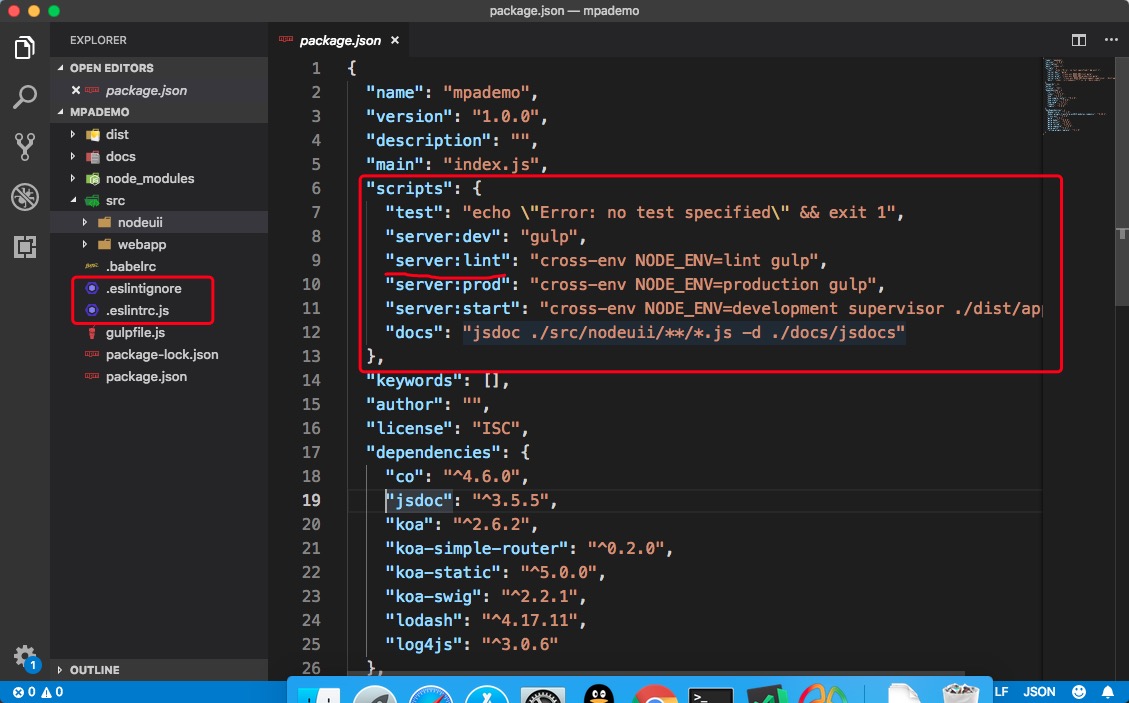 package.json — mpademo
EXPLORER
OPEN EDITORS
package.json
MPADEMO
dist
docs
node_modules
src
nodeuii
webapp
.babelrc
.eslintignore
.eslintrc.js
gulpfile.js
package-lock.json
package.json
OUTLINE
package.json
1 {
2 "name": "mpademo",
3 "version": "1.0.0",
4 "description": "",
5 "main": "index.js",
6 "scripts": {
7 "test": "echo \"Error: no test specified\" && exit 1",
8 "server:dev": "gulp",
9 "server:lint": "cross-env NODE_ENV=lint gulp",
10 "server:prod": "cross-env NODE_ENV=production gulp",
11 "server:start": "cross-env NODE_ENV=development supervisor ./dist/ap
12 "docs": "jsdoc ./src/nodeuii/**/*.js -d ./docs/jsdocs"
13 },
14 "keywords": [],
15 "author": "",
16 "license": "ISC",
17 "dependencies": {
18 "co": "^4.6.0",
19 "jsdoc": "^3.5.5",
20 "koa": "^2.6.2",
21 "koa-simple-router": "^0.2.0",
22 "koa-static": "^5.0.0",
23 "koa-swig": "^2.2.1",
24 "lodash": "^4.17.11",
25 "log4js": "^3.0.6"
26 },
1
0 0
LF JSON